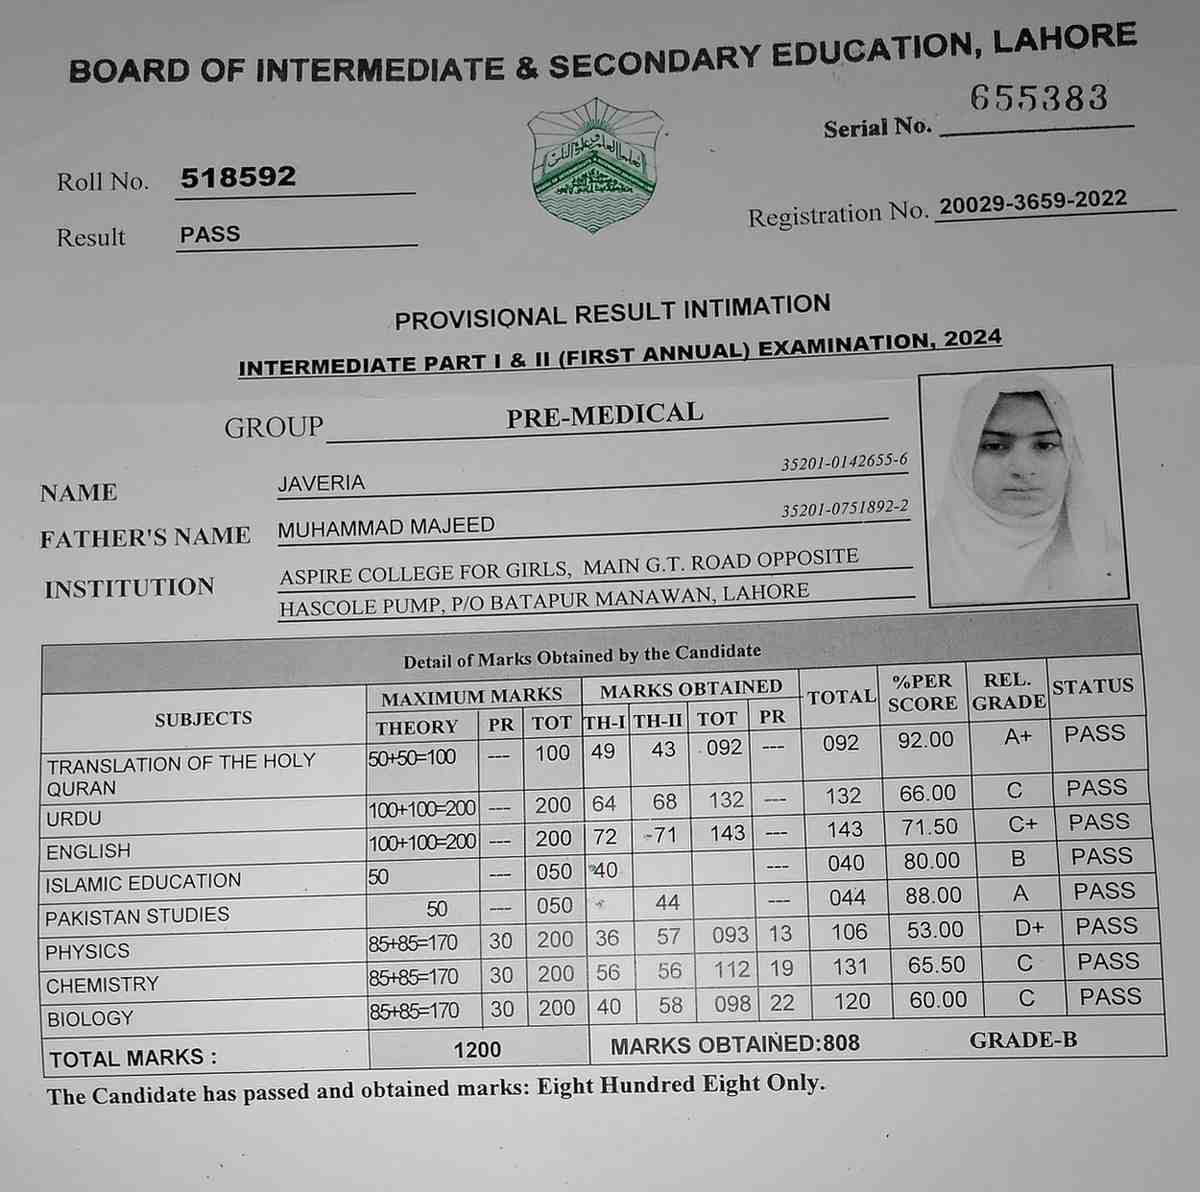 BOARD OF INTERMEDIATE & SECONDARY EDUCATION, LAHORE
Serial No. 655383
Roll No. 518592
Registration No. 20029-3659-2022
Result PASS
PROVISIONAL RESULT INTIMATION
INTERMEDIATE PART I & II (FIRST ANNUAL) EXAMINATION, 2024
GROUP PRE-MEDICAL
NAME JAVERIA 35201-0142655-6
FATHER'S NAME MUHAMMAD MAJEED 35201-0751892-2
INSTITUTION ASPIRE COLLEGE FOR GIRLS, MAIN G.T. ROAD OPPOSITE
HASCOLE PUMP, P/O BATAPUR MANAWAN, LAHORE
Detail of Marks Obtained by the Candidate
SUBJECTS MAXIMUM MARKS MARKS OBTAINED TOTAL %PER SCORE REL. GRADE STATUS
THEORY PR TOT TH-I TH-II TOT PR
TRANSLATION OF THE HOLY QURAN 50+50=100 --- 100 49 43 092 --- 092 92.00 A+ PASS
URDU 100+100=200 --- 200 64 68 132 --- 132 66.00 C PASS
ENGLISH 100+100=200 --- 200 72 71 143 --- 143 71.50 C+ PASS
ISLAMIC EDUCATION 50 --- 050 40 --- 040 80.00 B PASS
PAKISTAN STUDIES 50 --- 050 44 --- 044 88.00 A PASS
PHYSICS 85+85=170 30 200 36 57 093 13 106 53.00 D+ PASS
CHEMISTRY 85+85=170 30 200 56 56 112 19 131 65.50 C PASS
BIOLOGY 85+85=170 30 200 40 58 098 22 120 60.00 C PASS
TOTAL MARKS : 1200 MARKS OBTAINED:808 GRADE-B
The Candidate has passed and obtained marks: Eight Hundred Eight Only.